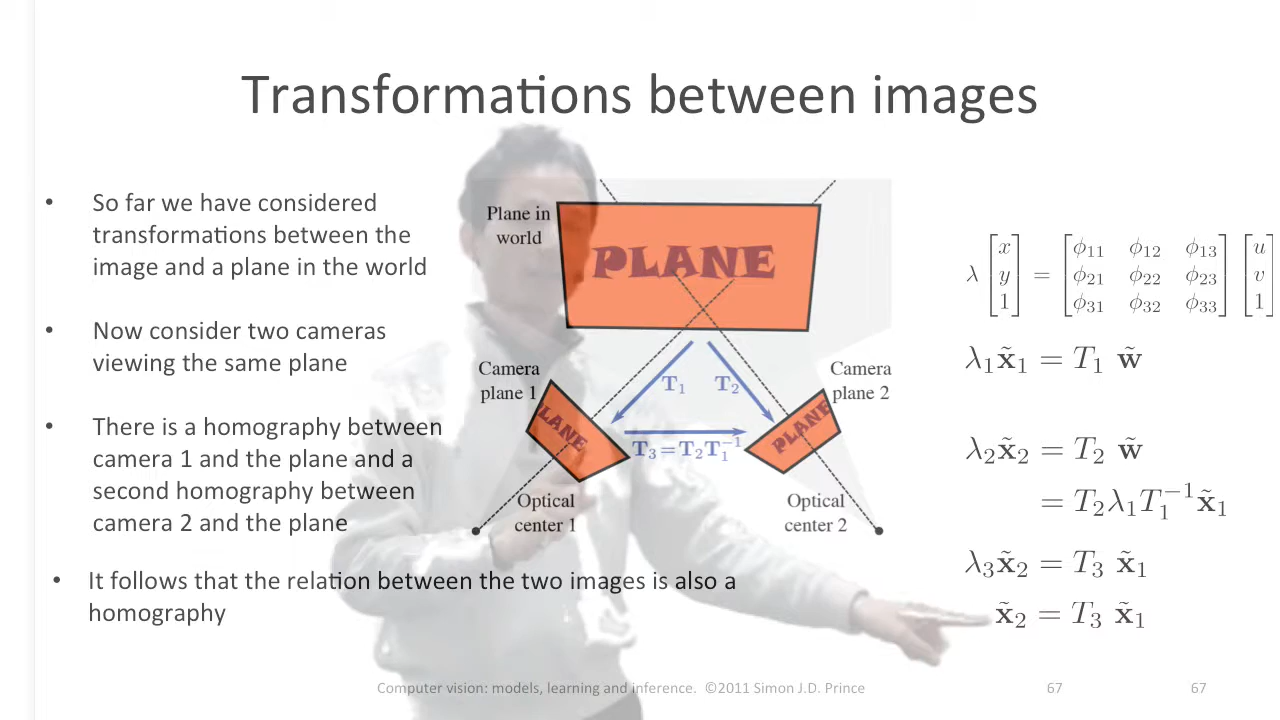 Transformations between images
• So far we have considered
transformations between the
image and a plane in the world
• Now consider two cameras
viewing the same plane
• There is a homography between
camera 1 and the plane and a
second homography between
camera 2 and the plane
• It follows that the relation between the two images is also a
homography
Plane in
world
PLANE
Camera
plane 1
PLANE
T₁
T₂
Camera
plane 2
PLANE
T₃=T₂T₁⁻¹
Optical
center 1
Optical
center 2
λ [x y 1] = [ϕ₁₁ ϕ₁₂ ϕ₁₃ ϕ₂₁ ϕ₂₂ ϕ₂₃ ϕ₃₁ ϕ₃₂ ϕ₃₃] [u v 1]
λ₁x̃₁ = T₁ w̃
λ₂x̃₂ = T₂ w̃
= T₂λ₁T₁⁻¹x̃₁
λ₃x̃₂ = T₃ x̃₁
x̃₂ = T₃ x̃₁
Computer vision: models, learning and inference. ©2011 Simon J.D. Prince
67
67